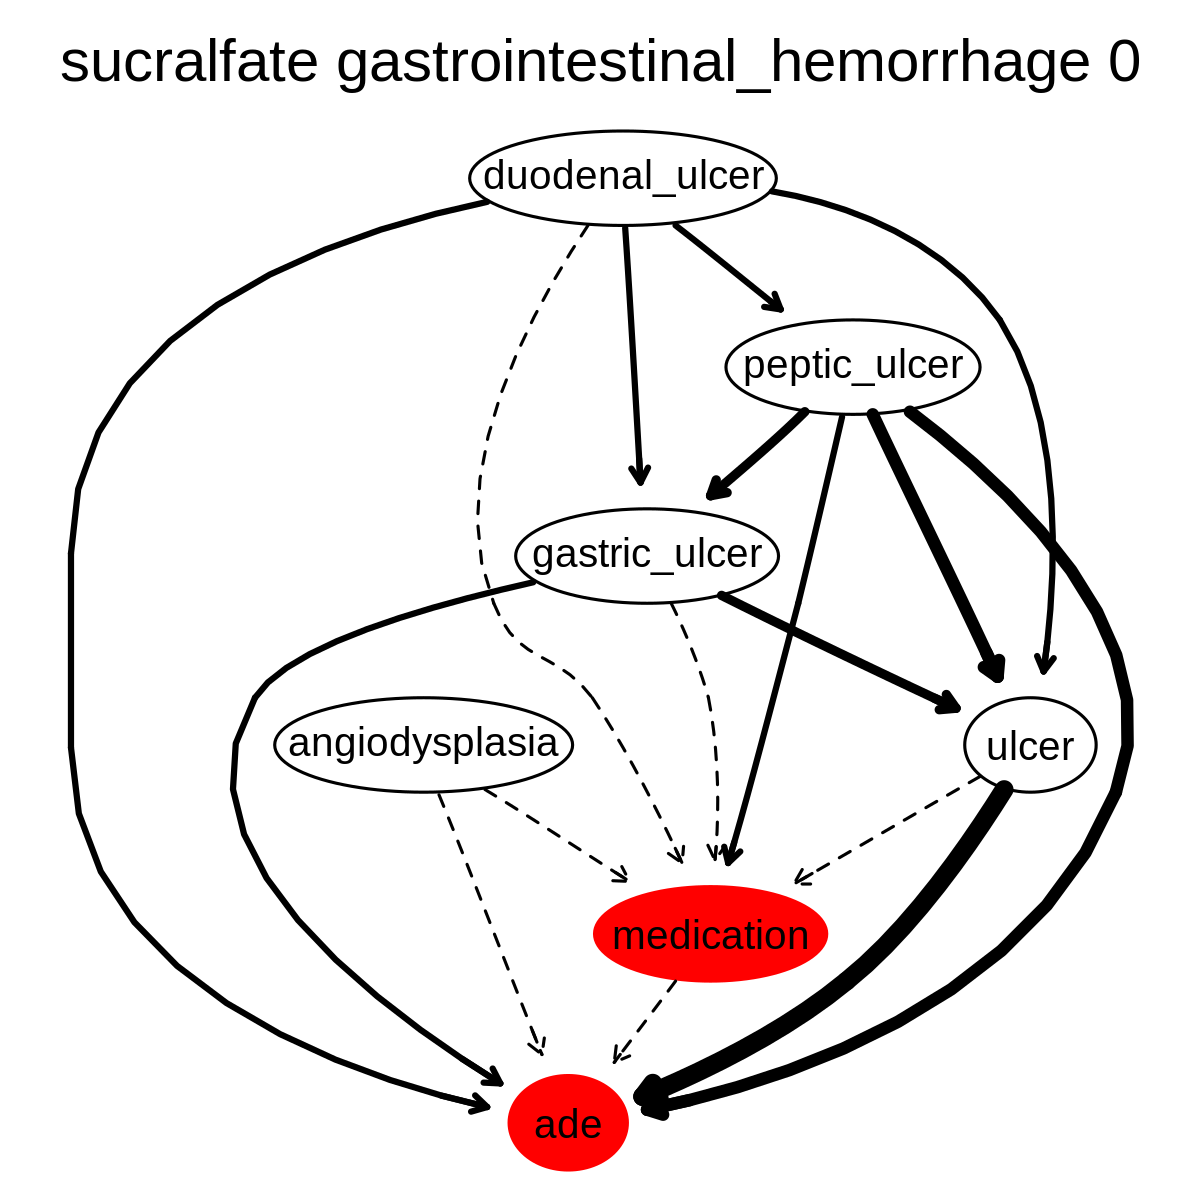 sucralfate gastrointestinal_hemorrhage 0
duodenal_ulcer
peptic_ulcer
gastric_ulcer
angiodysplasia
ulcer
medication
ade